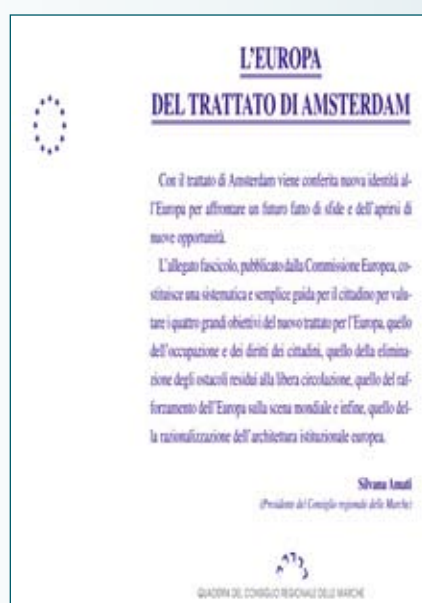 L'EUROPA
DEL TRATTATO DI AMSTERDAM
Con il trattato di Amsterdam viene conferita nuova identità al-
l'Europa per affrontare un futuro fatto di sfide e dell'aprirsi di
nuove opportunità.
L'allegato fascicolo, pubblicato dalla Commissione Europea, co-
stituisce una sistematica e semplice guida per il cittadino per valu-
tare i quattro grandi obiettivi del nuovo trattato per l'Europa, quello
dell'occupazione e dei diritti dei cittadini, quello della elimina-
zione degli ostacoli residui alla libera circolazione, quello del raf-
forzamento dell'Europa sulla scena mondiale e infine, quello del-
la razionalizzazione dell'architettura istituzionale europea.
Silvana Amati
(Presidente del Consiglio regionale delle Marche)
QUADERNI DEL CONSIGLIO REGIONALE DELLE MARCHE